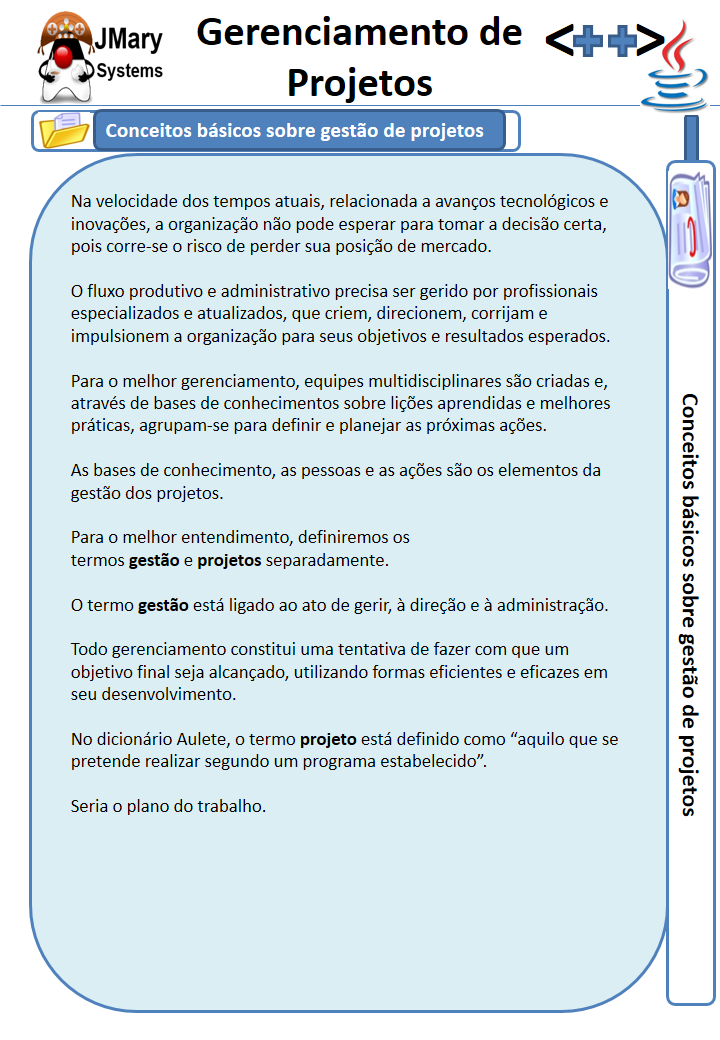 JMary
Systems
Gerenciamento de
Projetos
<++>
Conceitos básicos sobre gestão de projetos
Na velocidade dos tempos atuais, relacionada a avanços tecnológicos e
inovações, a organização não pode esperar para tomar a decisão certa,
pois corre-se o risco de perder sua posição de mercado.
O fluxo produtivo e administrativo precisa ser gerido por profissionais
especializados e atualizados, que criem, direcionem, corrijam e
impulsionem a organização para seus objetivos e resultados esperados.
Para o melhor gerenciamento, equipes multidisciplinares são criadas e,
através de bases de conhecimentos sobre lições aprendidas e melhores
práticas, agrupam-se para definir e planejar as próximas ações.
As bases de conhecimento, as pessoas e as ações são os elementos da
gestão dos projetos.
Para o melhor entendimento, definiremos os
termos gestão e projetos separadamente.
O termo gestão está ligado ao ato de gerir, à direção e à administração.
Todo gerenciamento constitui uma tentativa de fazer com que um
objetivo final seja alcançado, utilizando formas eficientes e eficazes em
seu desenvolvimento.
No dicionário Aulete, o termo projeto está definido como “aquilo que se
pretende realizar segundo um programa estabelecido”.
Seria o plano do trabalho.
Conceitos básicos sobre gestão de projetos